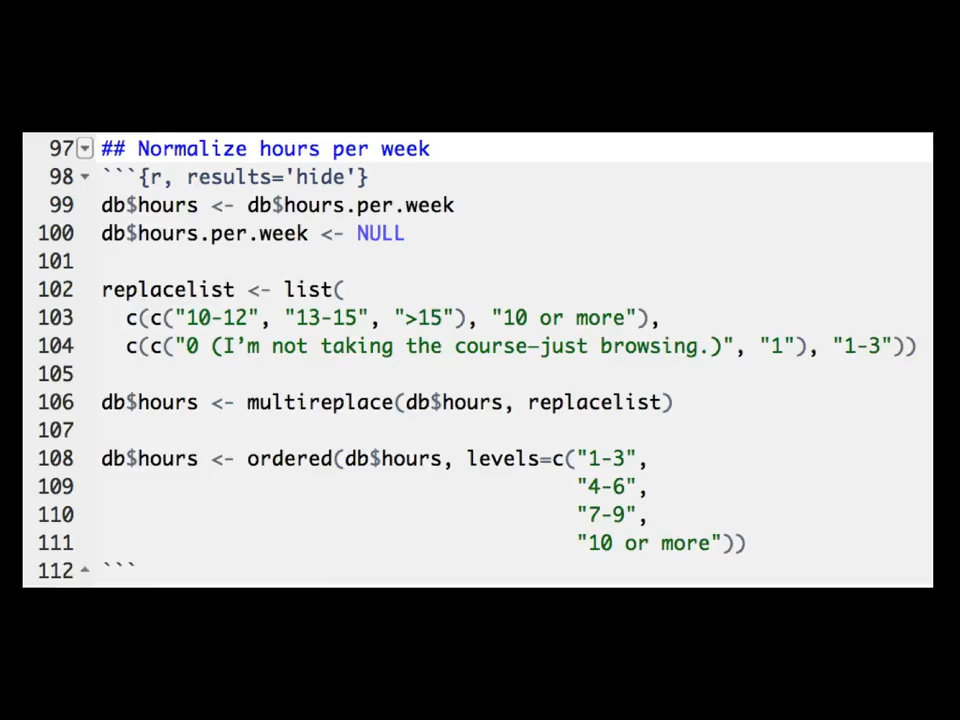 97 ## Normalize hours per week
98 ```{r, results='hide'}
99 db$hours <- db$hours.per.week
100 db$hours.per.week <- NULL
101
102 replacelist <- list(
103 c(c("10-12", "13-15", ">15"), "10 or more"),
104 c(c("0 (I’m not taking the course—just browsing.)", "1"), "1-3"))
105
106 db$hours <- multireplace(db$hours, replacelist)
107
108 db$hours <- ordered(db$hours, levels=c("1-3",
109 "4-6",
110 "7-9",
111 "10 or more"))
112 ```